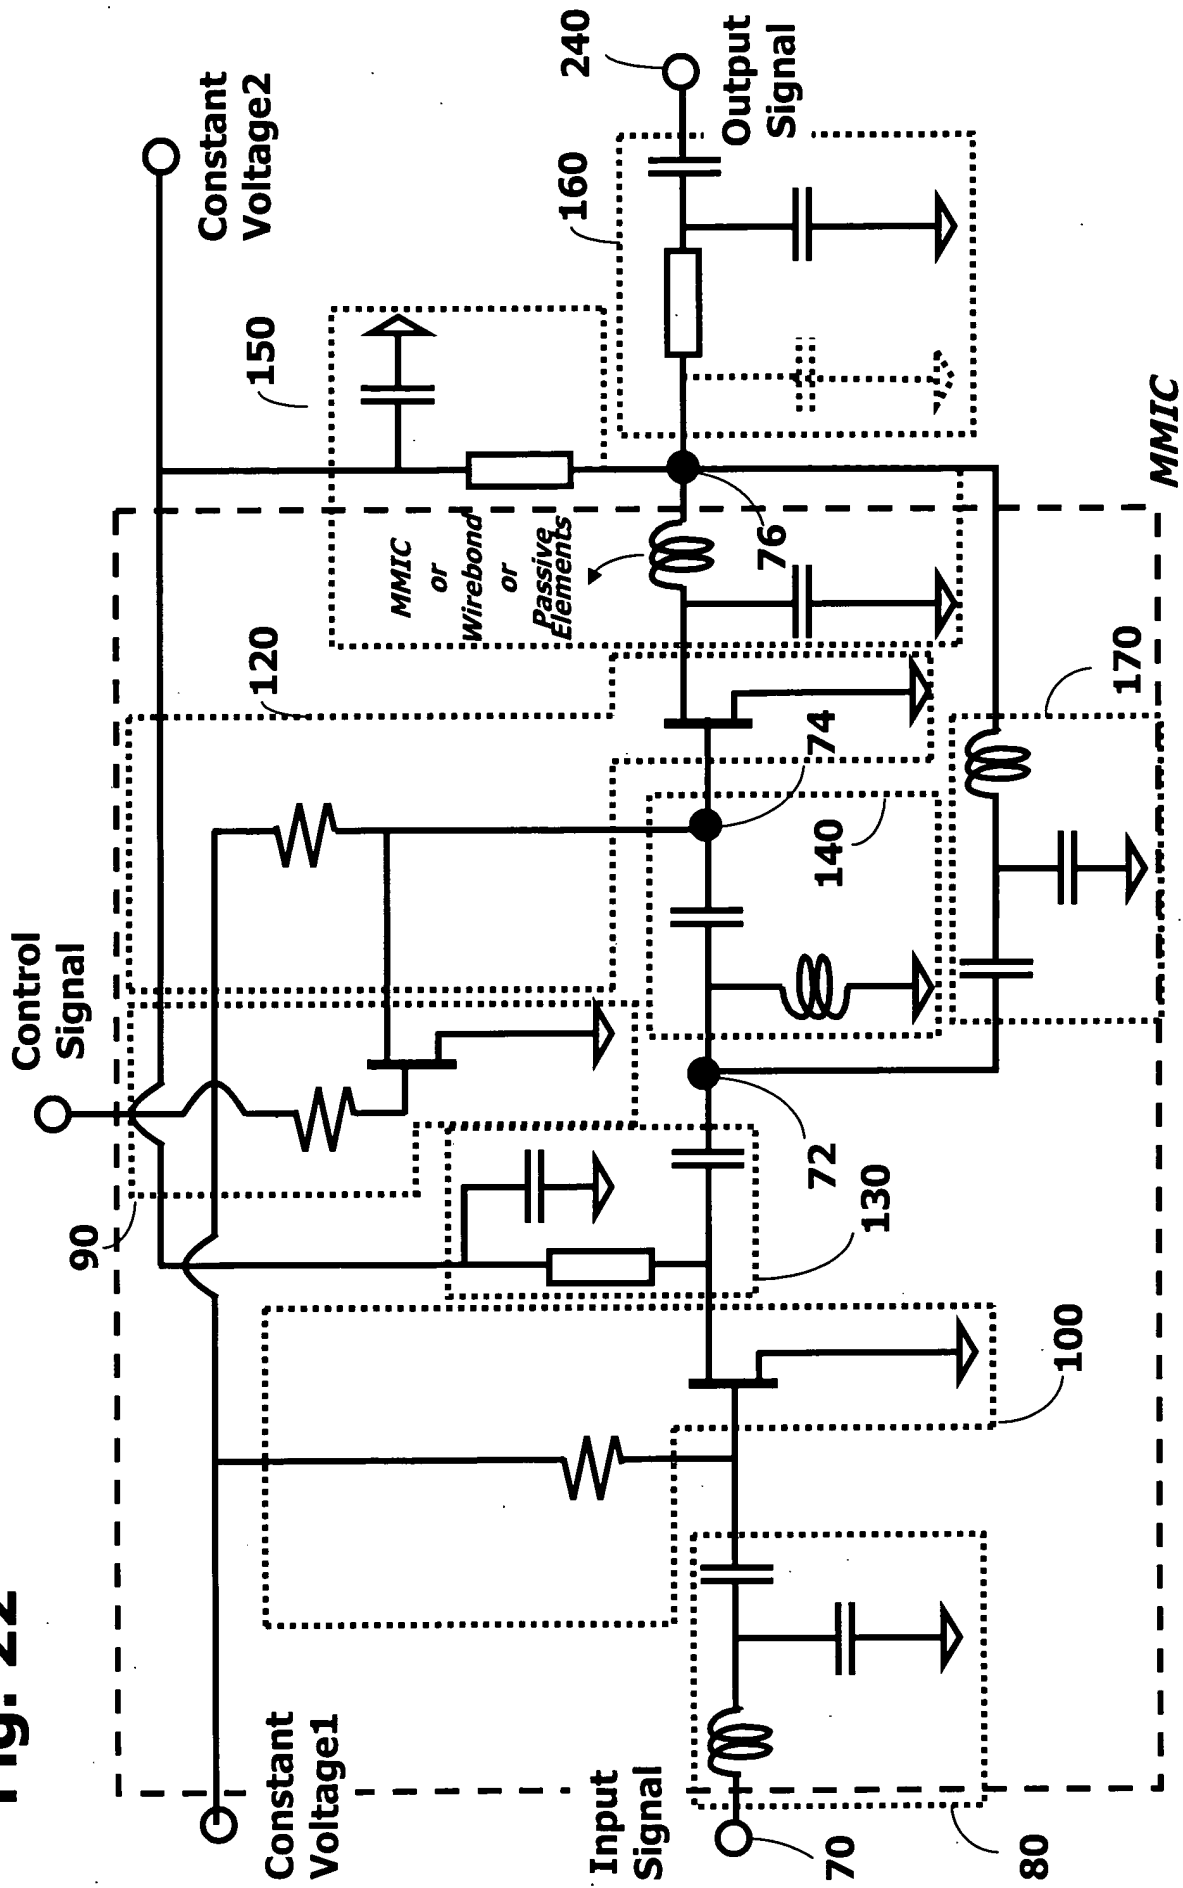 Fig. 22
Control
Signal
Constant
Voltage2
Constant
Voltage1
90
120
150
MMIC
or
Wirebond
or
Passive
Elements
160
240
Output
Signal
Input
Signal
70
80
100
130
72
140
74
76
170
MMIC